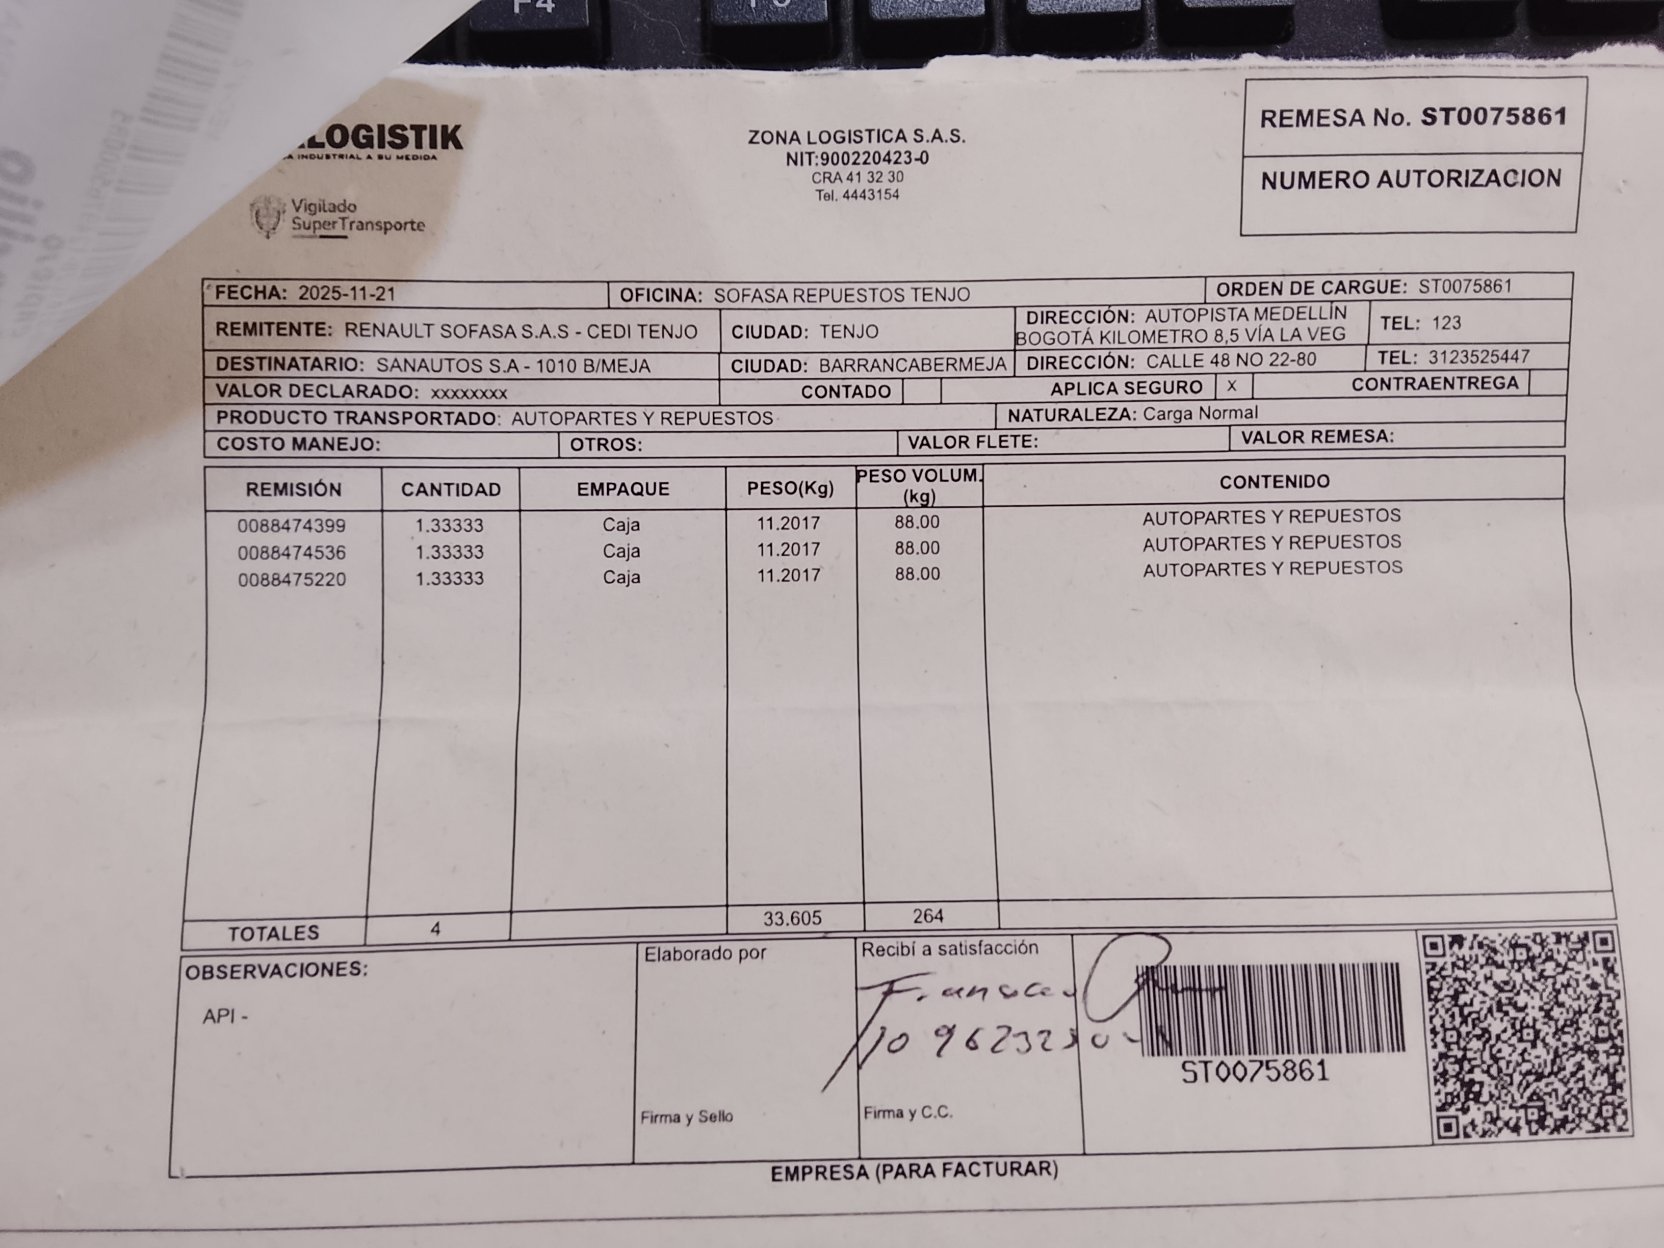 F4
LOGISTIK
A INDUSTRIAL A SU MEDIDA
Vigilado
SuperTransporte
ZONA LOGISTICA S.A.S.
NIT:900220423-0
CRA 41 32 30
Tel. 4443154
REMESA No. ST0075861
NUMERO AUTORIZACION
FECHA: 2025-11-21 OFICINA: SOFASA REPUESTOS TENJO ORDEN DE CARGUE: ST0075861
REMITENTE: RENAULT SOFASA S.A.S - CEDI TENJO CIUDAD: TENJO DIRECCIÓN: AUTOPISTA MEDELLÍN BOGOTÁ KILOMETRO 8,5 VÍA LA VEG TEL: 123
DESTINATARIO: SANAUTOS S.A - 1010 B/MEJA CIUDAD: BARRANCABERMEJA DIRECCIÓN: CALLE 48 NO 22-80 TEL: 3123525447
VALOR DECLARADO: xxxxxxxx CONTADO APLICA SEGURO x CONTRAENTREGA
PRODUCTO TRANSPORTADO: AUTOPARTES Y REPUESTOS NATURALEZA: Carga Normal
COSTO MANEJO: OTROS: VALOR FLETE: VALOR REMESA:
REMISIÓN CANTIDAD EMPAQUE PESO(Kg) PESO VOLUM. (kg) CONTENIDO
0088474399 1.33333 Caja 11.2017 88.00 AUTOPARTES Y REPUESTOS
0088474536 1.33333 Caja 11.2017 88.00 AUTOPARTES Y REPUESTOS
0088475220 1.33333 Caja 11.2017 88.00 AUTOPARTES Y REPUESTOS
TOTALES 4 33.605 264
OBSERVACIONES:
API -
Elaborado por
Firma y Sello
Recibí a satisfacción
Firma y C.C.
ST0075861
EMPRESA (PARA FACTURAR)